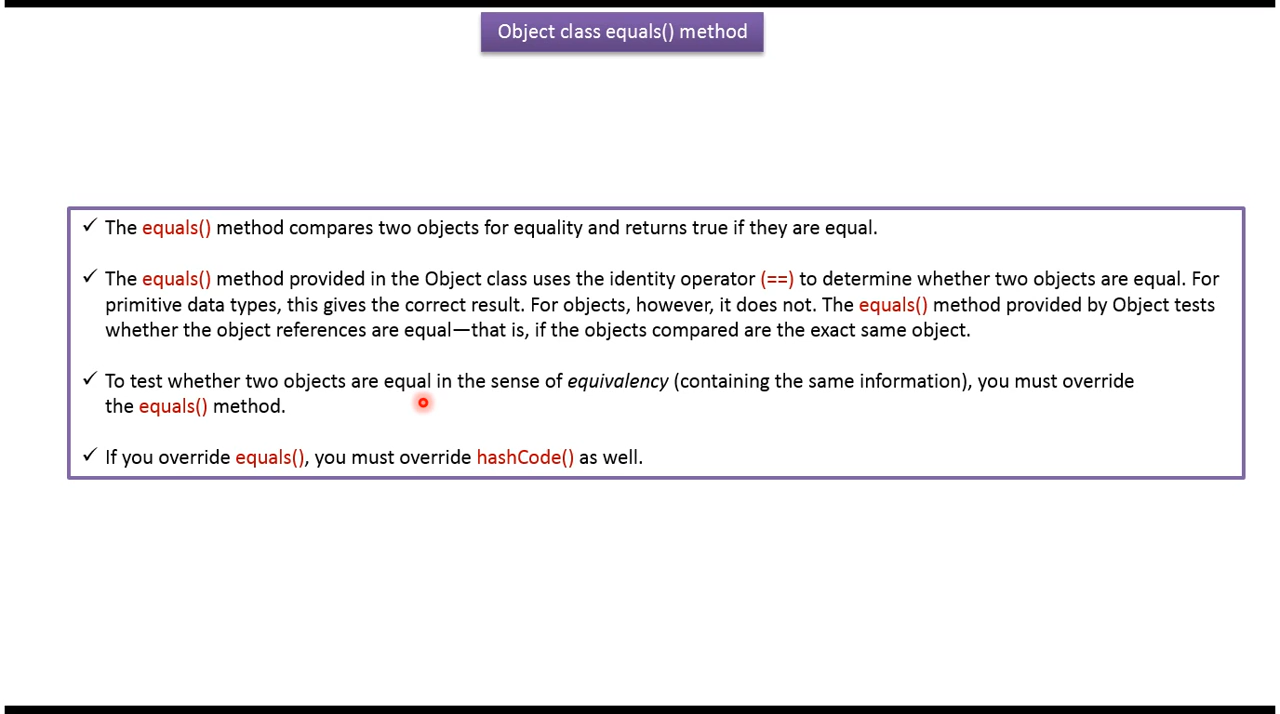 Object class equals() method
✓ The equals() method compares two objects for equality and returns true if they are equal.
✓ The equals() method provided in the Object class uses the identity operator (==) to determine whether two objects are equal. For
primitive data types, this gives the correct result. For objects, however, it does not. The equals() method provided by Object tests
whether the object references are equal—that is, if the objects compared are the exact same object.
✓ To test whether two objects are equal in the sense of equivalency (containing the same information), you must override
the equals() method.
✓ If you override equals(), you must override hashCode() as well.